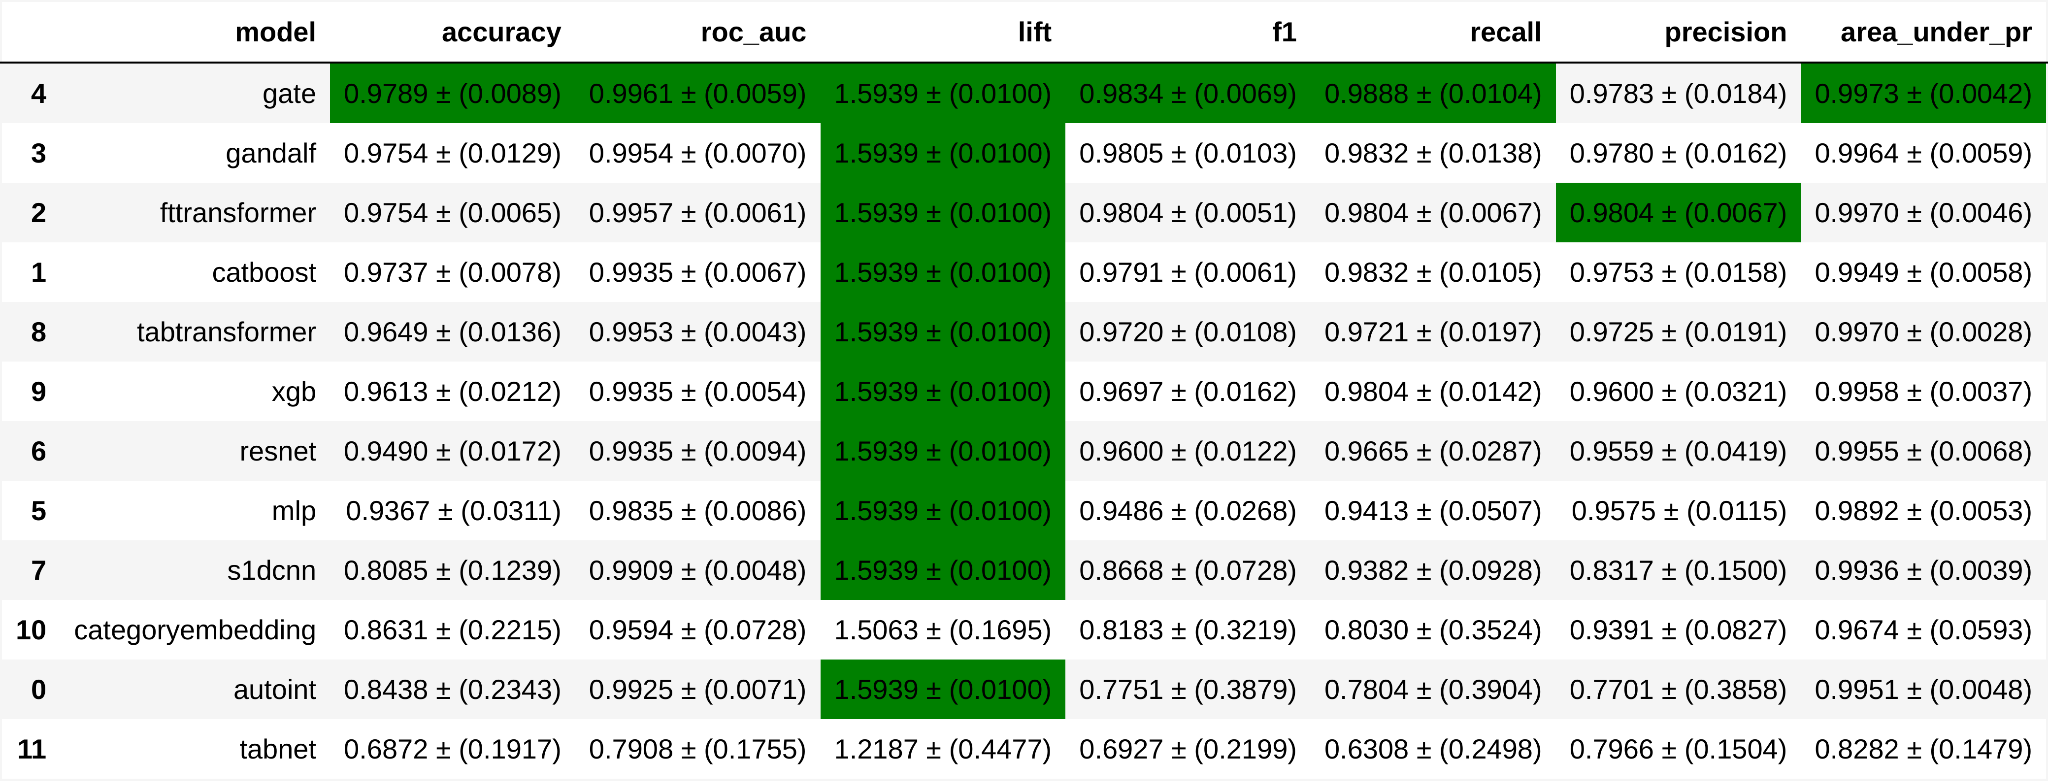 model accuracy roc_auc lift f1 recall precision area_under_pr
4 gate 0.9789 ± (0.0089) 0.9961 ± (0.0059) 1.5939 ± (0.0100) 0.9834 ± (0.0069) 0.9888 ± (0.0104) 0.9783 ± (0.0184) 0.9973 ± (0.0042)
3 gandalf 0.9754 ± (0.0129) 0.9954 ± (0.0070) 1.5939 ± (0.0100) 0.9805 ± (0.0103) 0.9832 ± (0.0138) 0.9780 ± (0.0162) 0.9964 ± (0.0059)
2 fttransformer 0.9754 ± (0.0065) 0.9957 ± (0.0061) 1.5939 ± (0.0100) 0.9804 ± (0.0051) 0.9804 ± (0.0067) 0.9804 ± (0.0067) 0.9970 ± (0.0046)
1 catboost 0.9737 ± (0.0078) 0.9935 ± (0.0067) 1.5939 ± (0.0100) 0.9791 ± (0.0061) 0.9832 ± (0.0105) 0.9753 ± (0.0158) 0.9949 ± (0.0058)
8 tabtransformer 0.9649 ± (0.0136) 0.9953 ± (0.0043) 1.5939 ± (0.0100) 0.9720 ± (0.0108) 0.9721 ± (0.0197) 0.9725 ± (0.0191) 0.9970 ± (0.0028)
9 xgb 0.9613 ± (0.0212) 0.9935 ± (0.0054) 1.5939 ± (0.0100) 0.9697 ± (0.0162) 0.9804 ± (0.0142) 0.9600 ± (0.0321) 0.9958 ± (0.0037)
6 resnet 0.9490 ± (0.0172) 0.9935 ± (0.0094) 1.5939 ± (0.0100) 0.9600 ± (0.0122) 0.9665 ± (0.0287) 0.9559 ± (0.0419) 0.9955 ± (0.0068)
5 mlp 0.9367 ± (0.0311) 0.9835 ± (0.0086) 1.5939 ± (0.0100) 0.9486 ± (0.0268) 0.9413 ± (0.0507) 0.9575 ± (0.0115) 0.9892 ± (0.0053)
7 s1dcnn 0.8085 ± (0.1239) 0.9909 ± (0.0048) 1.5939 ± (0.0100) 0.8668 ± (0.0728) 0.9382 ± (0.0928) 0.8317 ± (0.1500) 0.9936 ± (0.0039)
10 categoryembedding 0.8631 ± (0.2215) 0.9594 ± (0.0728) 1.5063 ± (0.1695) 0.8183 ± (0.3219) 0.8030 ± (0.3524) 0.9391 ± (0.0827) 0.9674 ± (0.0593)
0 autoint 0.8438 ± (0.2343) 0.9925 ± (0.0071) 1.5939 ± (0.0100) 0.7751 ± (0.3879) 0.7804 ± (0.3904) 0.7701 ± (0.3858) 0.9951 ± (0.0048)
11 tabnet 0.6872 ± (0.1917) 0.7908 ± (0.1755) 1.2187 ± (0.4477) 0.6927 ± (0.2199) 0.6308 ± (0.2498) 0.7966 ± (0.1504) 0.8282 ± (0.1479)